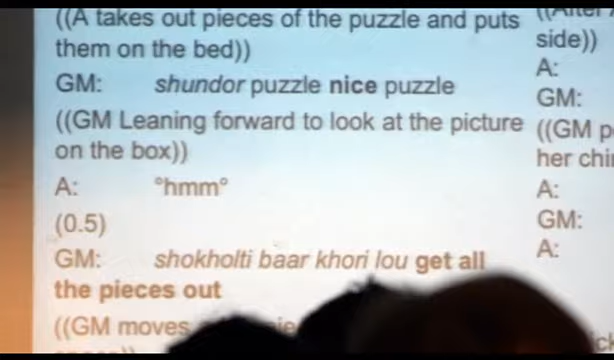 ((A takes out pieces of the puzzle and puts
them on the bed))
GM: shundor puzzle nice puzzle
((GM Leaning forward to look at the picture
on the box))
A: °hmm°
(0.5)
GM: shokholti baar khori lou get all
the pieces out
((GM moves
((After
side))
A:
GM:
((GM p
her chi
A:
GM:
A: